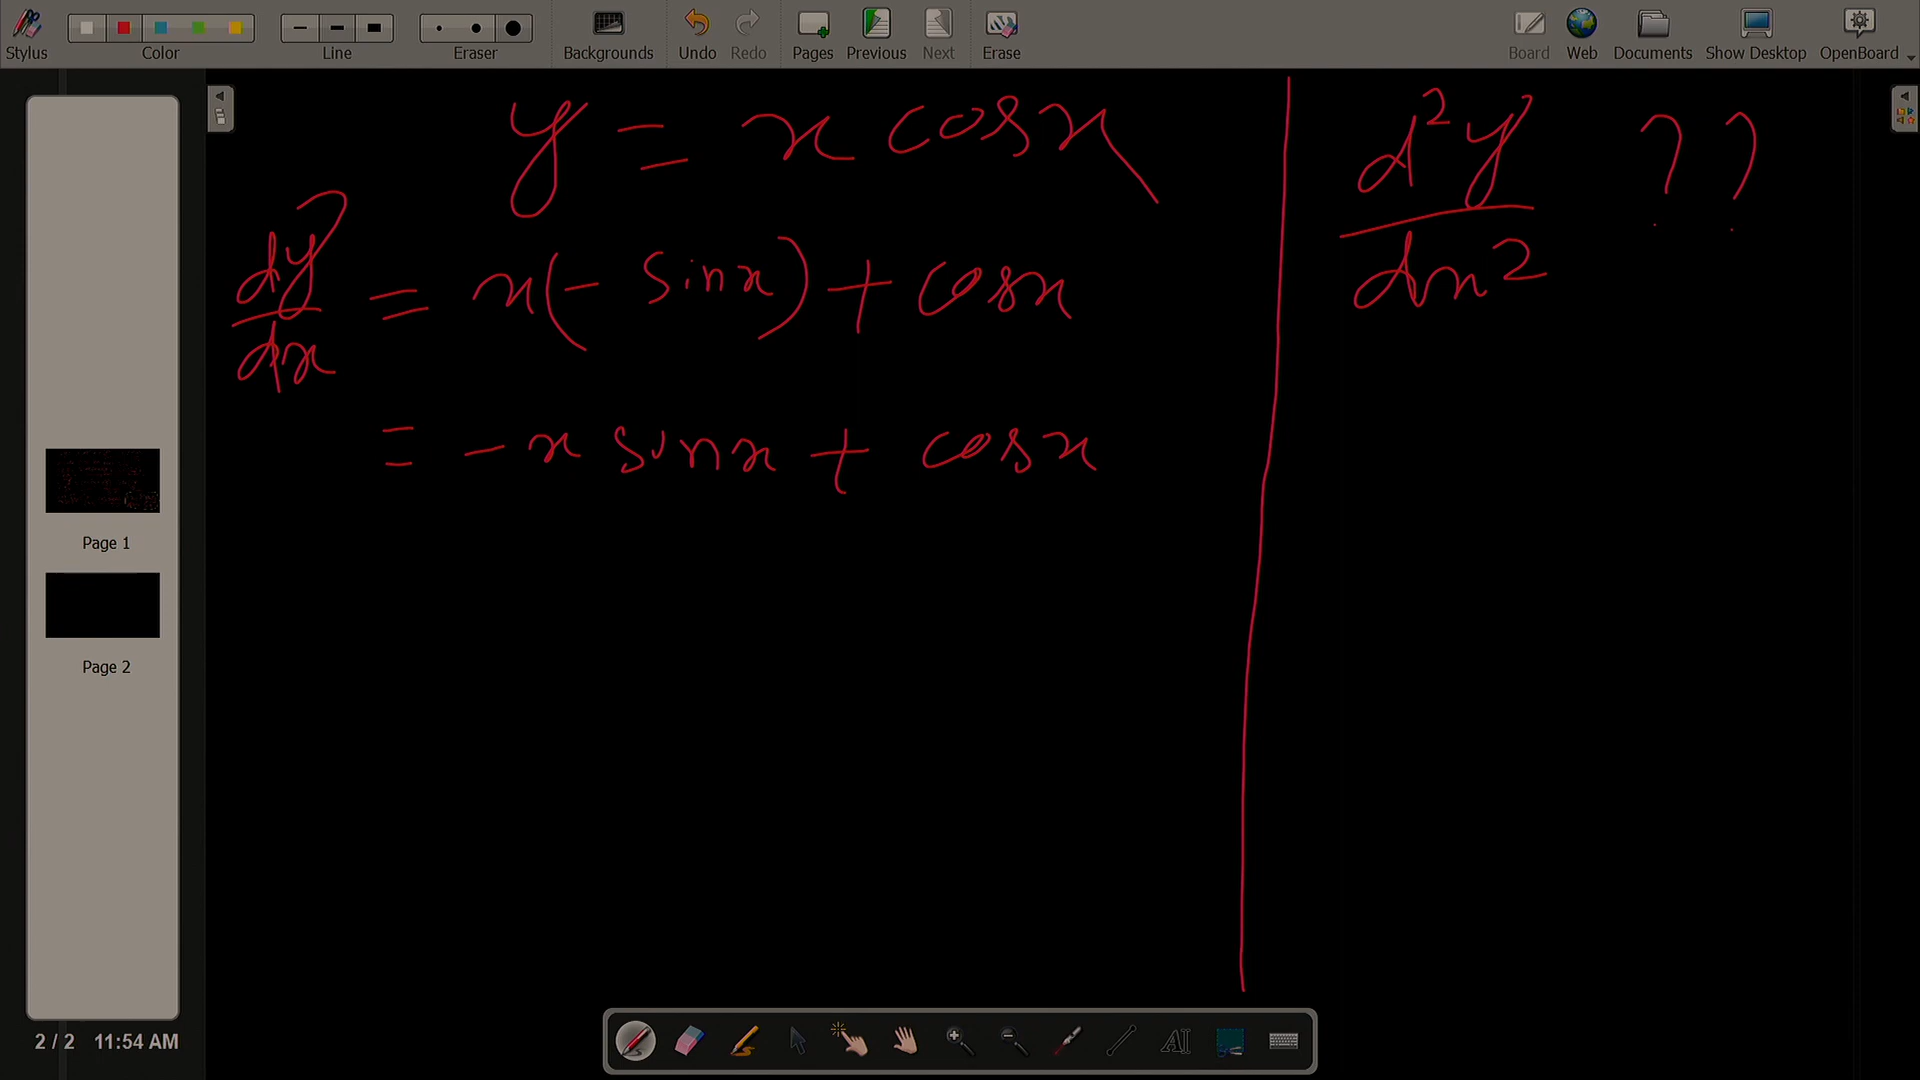 Stylus Color Line Eraser Backgrounds Undo Redo Pages Previous Next Erase Board Web Documents Show Desktop OpenBoard
y = x cosx
dy/dx = x(- sinx) + cosx
= -x sinx + cosx
d²y/dx² ??
Page 1
Page 2
2 / 2 11:54 AM
AI